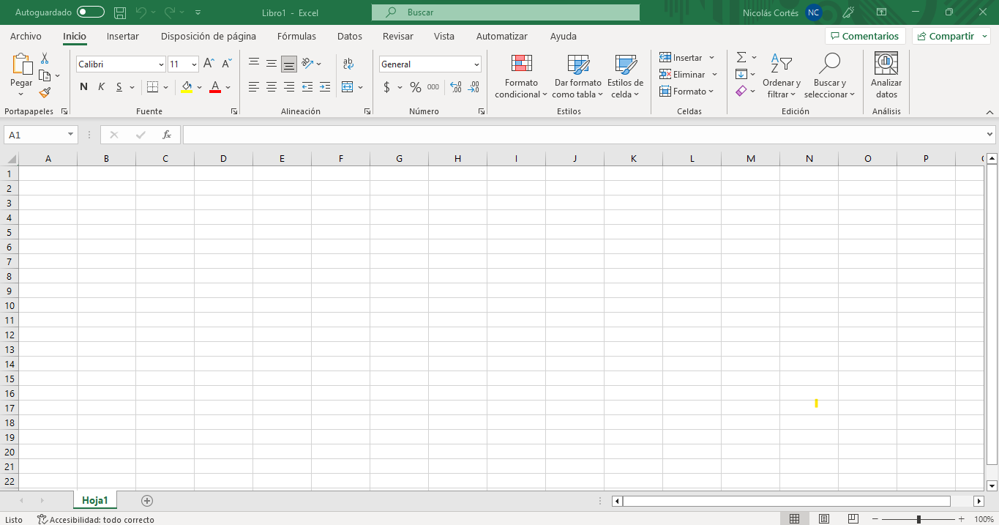 Autoguardado Libro1 - Excel Buscar Nicolás Cortés NC
Archivo Inicio Insertar Disposición de página Fórmulas Datos Revisar Vista Automatizar Ayuda Comentarios Compartir
Pegar
Portapapeles
Calibri 11
N K S A
Fuente
ab
Alineación
General
$ % 000 ,00 ,00
Número
Formato condicional
Dar formato como tabla
Estilos de celda
Estilos
Insertar
Eliminar
Formato
Celdas
Ordenar y filtrar
Buscar y seleccionar
Edición
Analizar datos
Análisis
A1 fx
A B C D E F G H I J K L M N O P
1
2
3
4
5
6
7
8
9
10
11
12
13
14
15
16
17
18
19
20
21
22
Hoja1
Listo Accesibilidad: todo correcto 100%